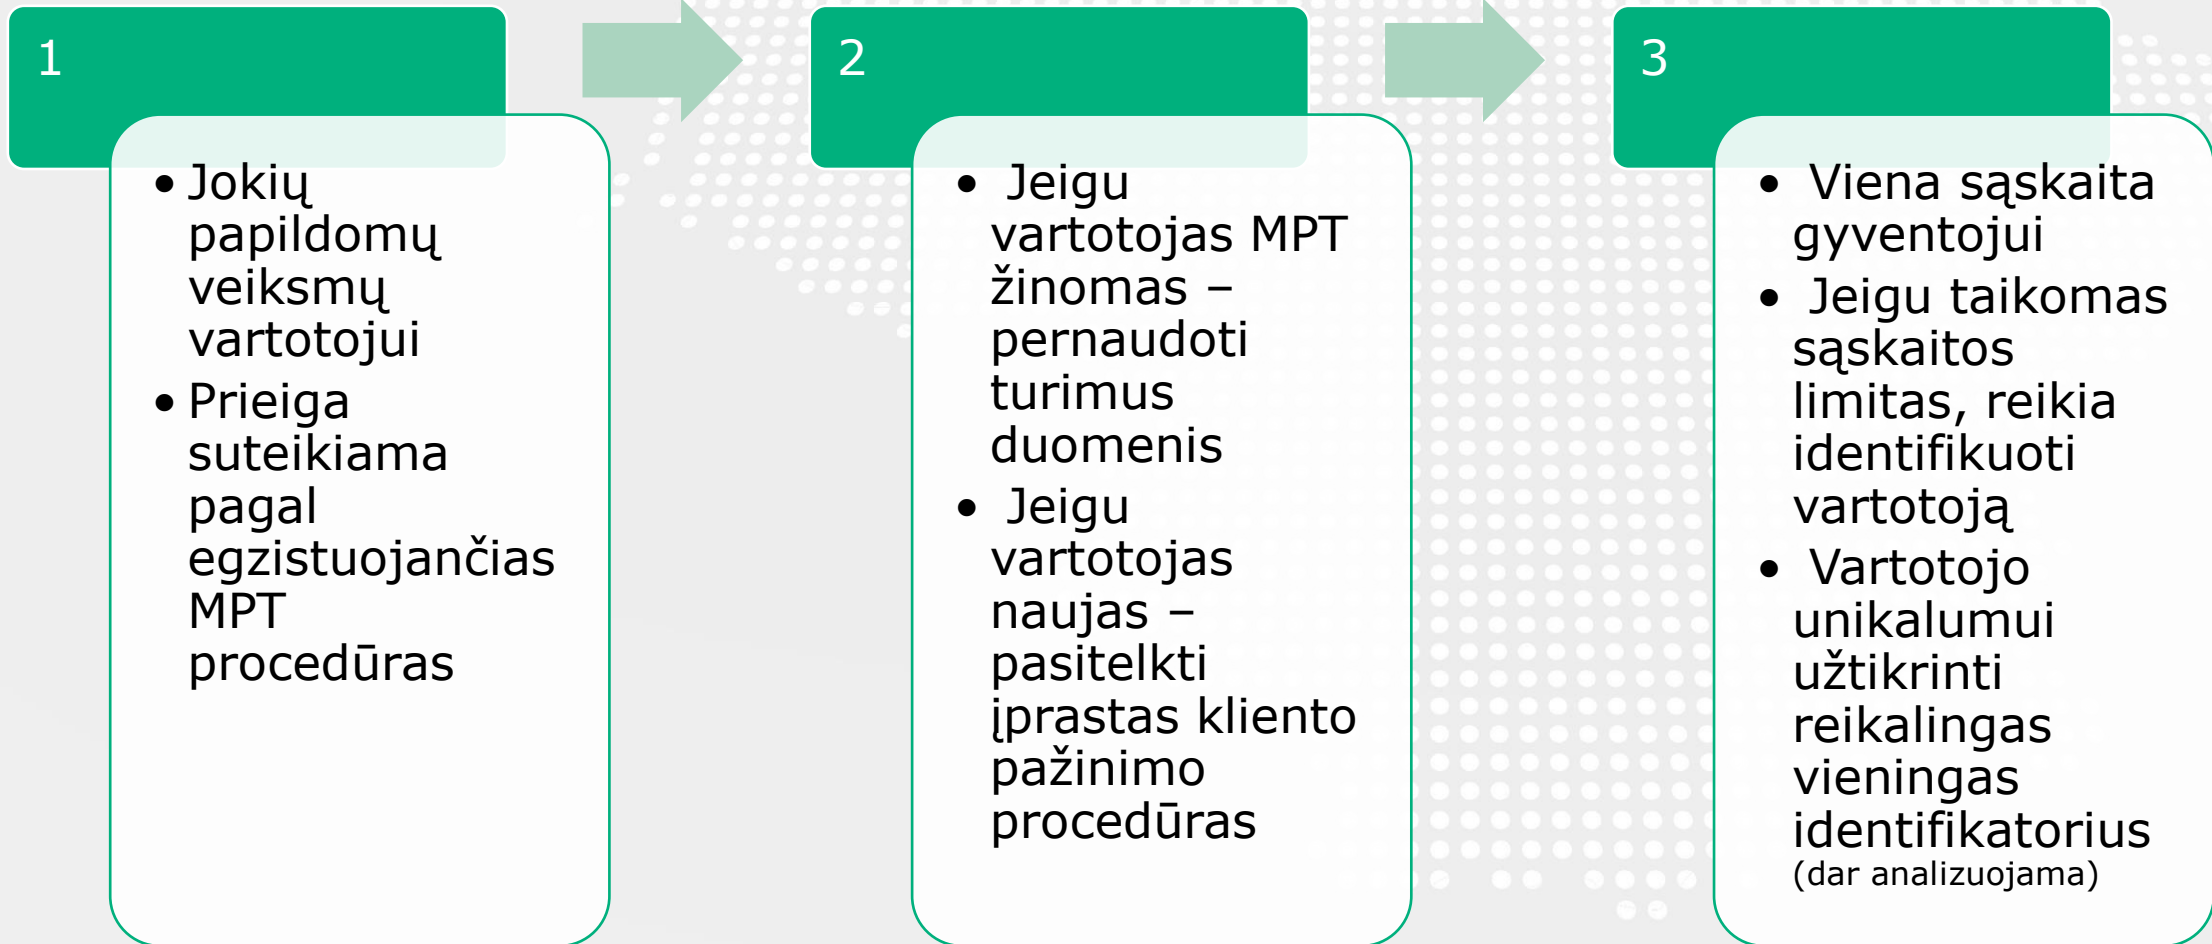 1
• Jokių
papildomų
veiksmų
vartotojui
• Prieiga
suteikiama
pagal
egzistuojančias
MPT
procedūras
2
• Jeigu
vartotojas MPT
žinomas –
pernaudoti
turimus
duomenis
• Jeigu
vartotojas
naujas –
pasitelkti
įprastas kliento
pažinimo
procedūras
3
• Viena sąskaita
gyventojui
• Jeigu taikomas
sąskaitos
limitas, reikia
identifikuoti
vartotoją
• Vartotojo
unikalumui
užtikrinti
reikalingas
vieningas
identifikatorius
(dar analizuojama)